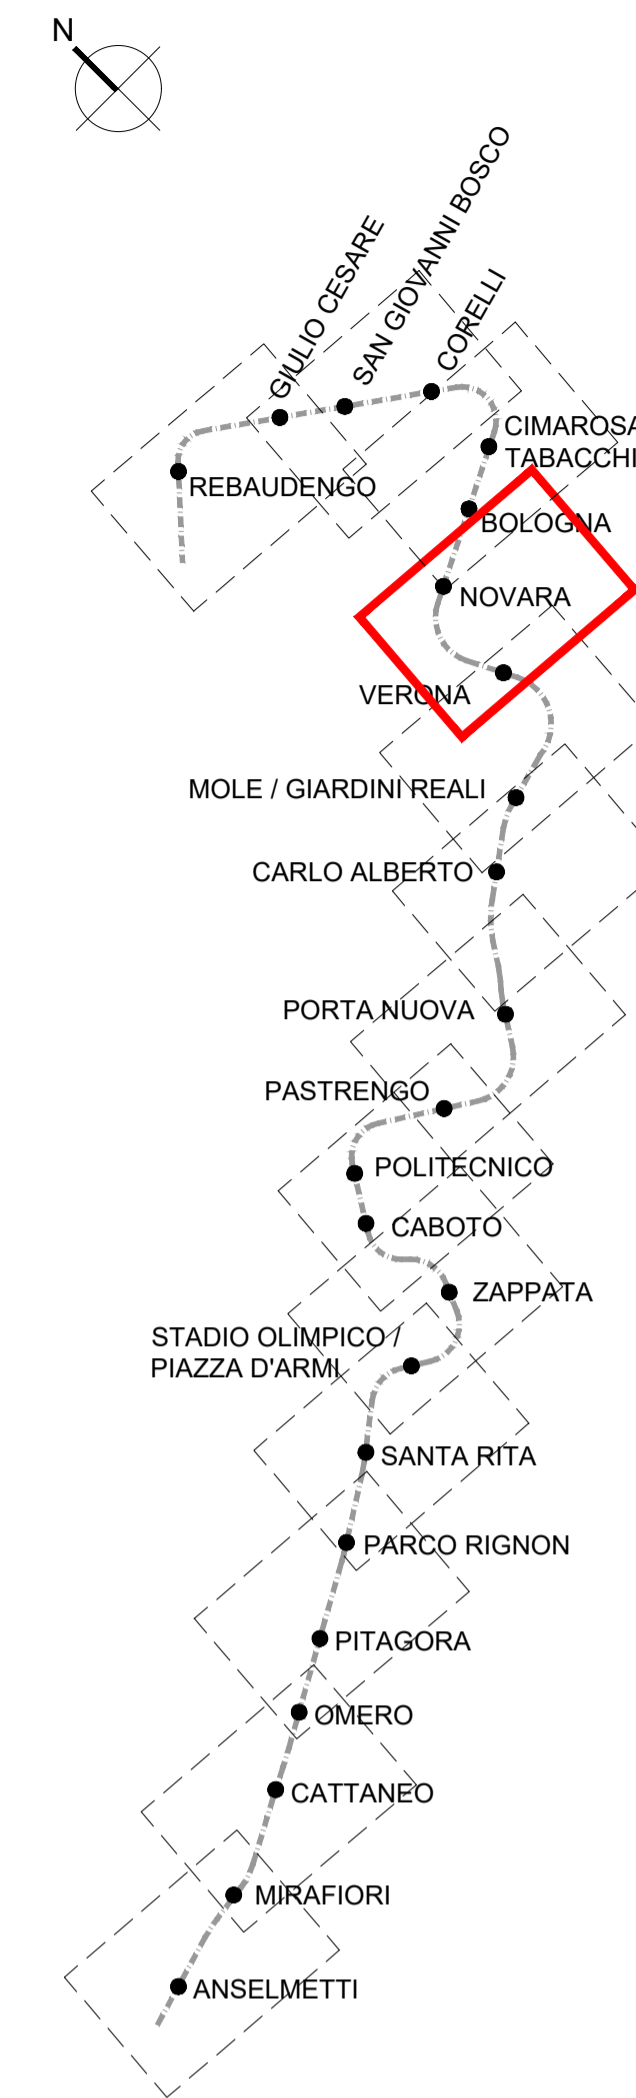 N
GIULIO CESARE
SAN GIOVANNI BOSCO
CORELLI
CIMAROSA
TABACCHI
REBAUDENGO
BOLOGNA
NOVARA
VERONA
MOLE / GIARDINI REALI
CARLO ALBERTO
PORTA NUOVA
PASTRENGO
POLITECNICO
CABOTO
ZAPPATA
STADIO OLIMPICO /
PIAZZA D'ARMI
SANTA RITA
PARCO RIGNON
PITAGORA
OMERO
CATTANEO
MIRAFIORI
ANSELMETTI